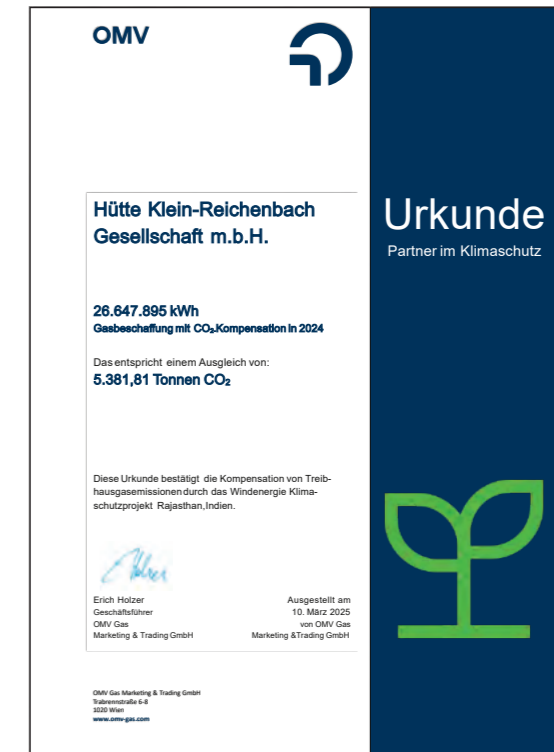 OMV
Hütte Klein-Reichenbach
Gesellschaft m.b.H.
26.647.895 kWh
Gasbeschaffung mit CO₂-Kompensation in 2024
Das entspricht einem Ausgleich von:
5.381,81 Tonnen CO₂
Diese Urkunde bestätigt die Kompensation von Treib-
hausgasemissionen durch das Windenergie Klima-
schutzprojekt Rajasthan,Indien.
Erich Holzer
Geschäftsführer
OMV Gas
Marketing & Trading GmbH
Ausgestellt am
10. März 2025
von OMV Gas
Marketing &Trading GmbH
OMV Gas Marketing & Trading GmbH
Trabrennstraße 6-8
1020 Wien
www.omv-gas.com
Urkunde
Partner im Klimaschutz